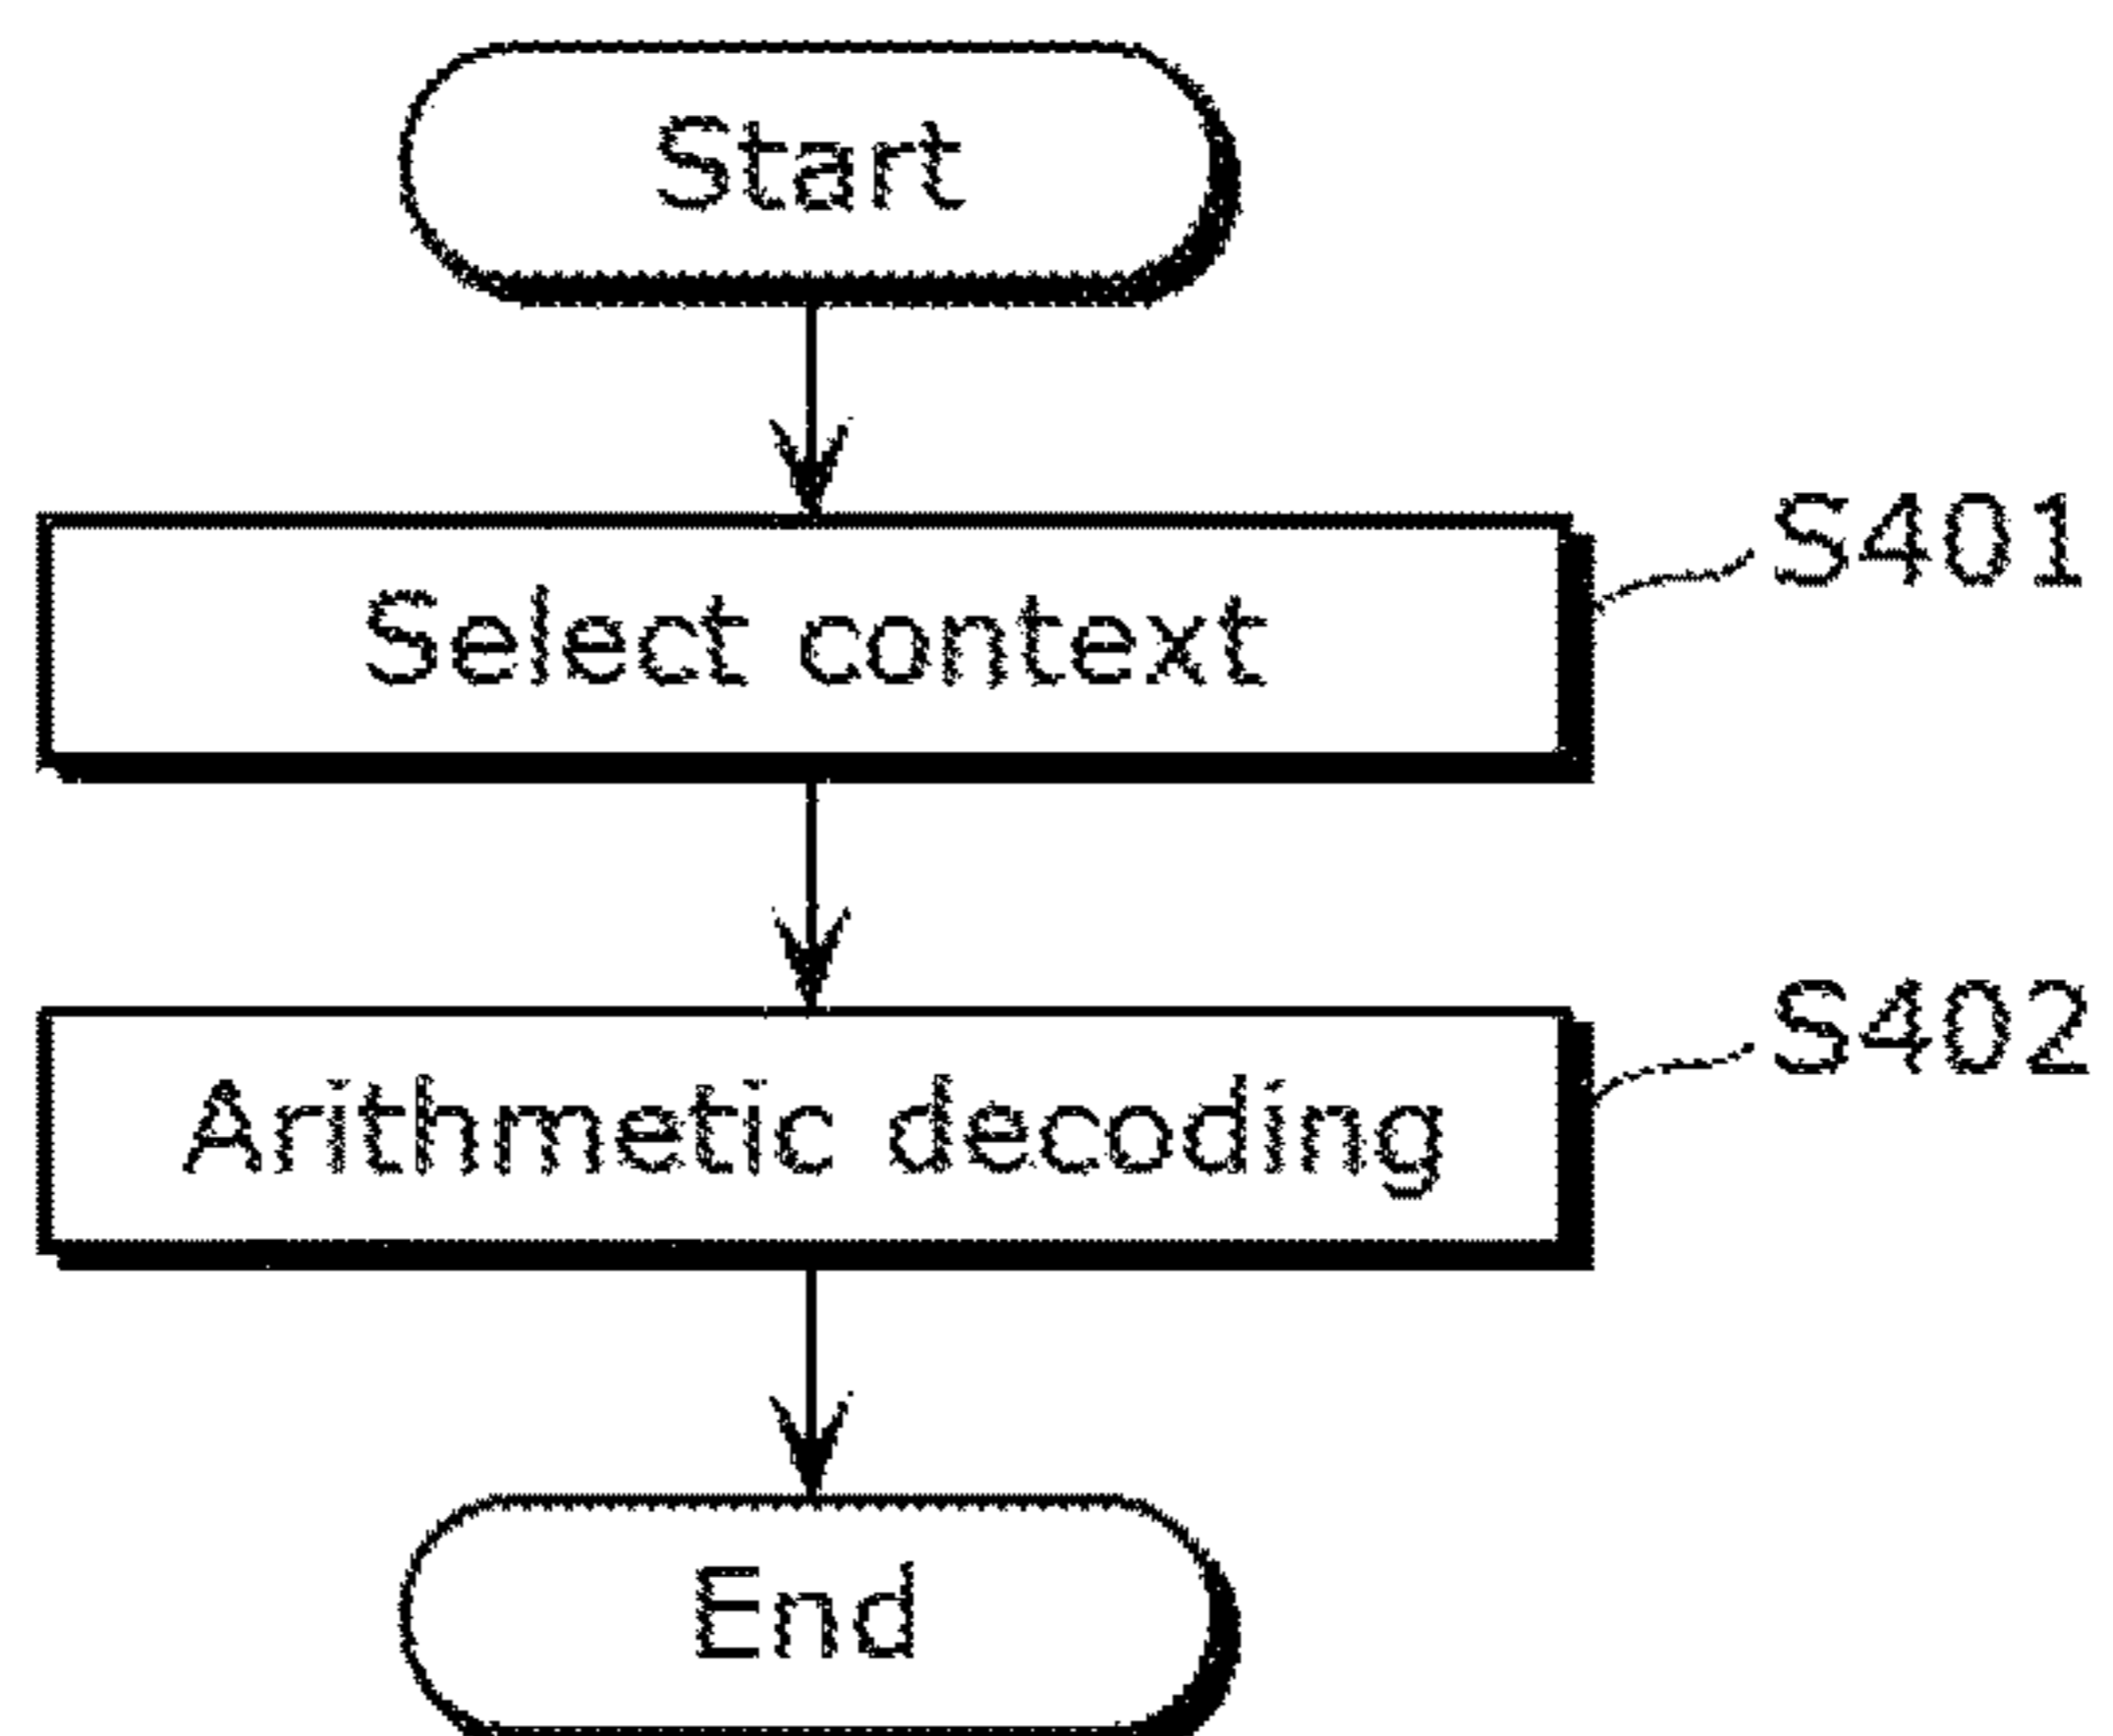 Start
S401
Select context
S402
Arithmetic decoding
End